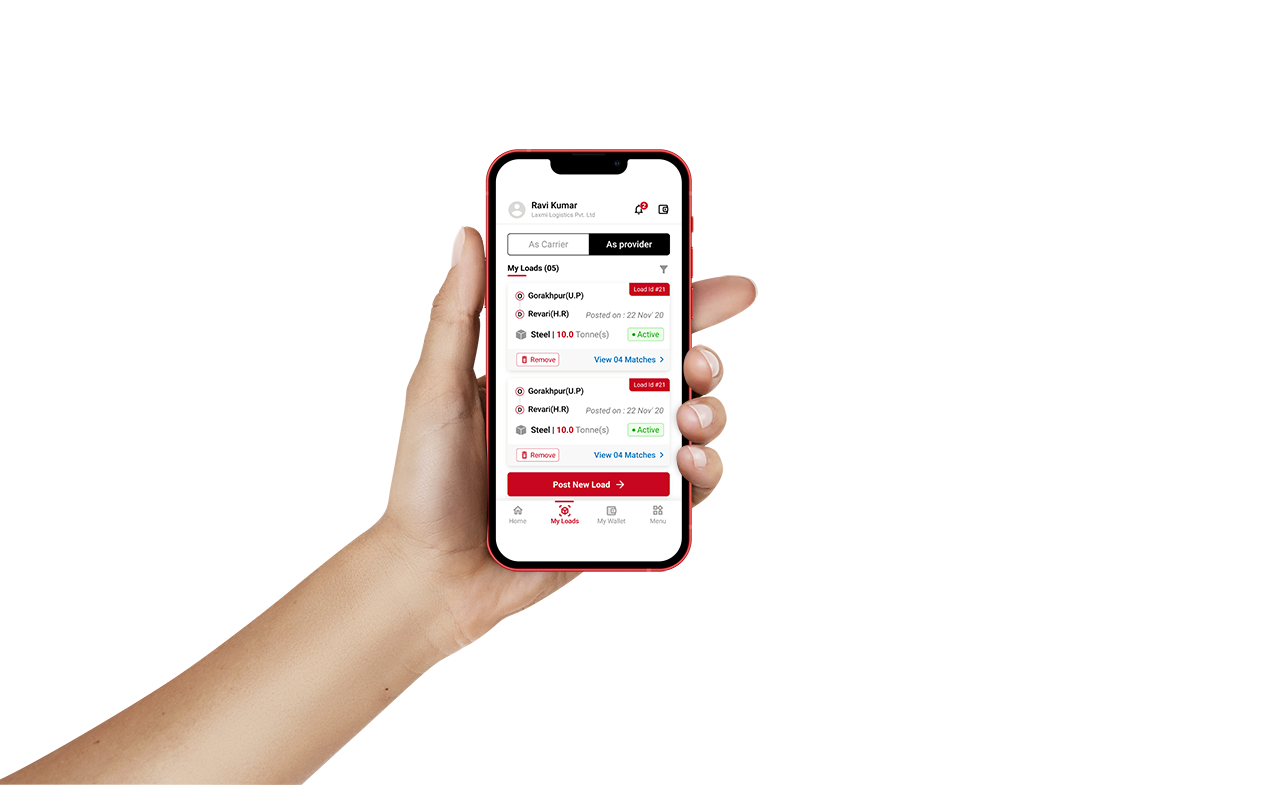 Ravi Kumar
Laxmi Logistice Pvt. Ltd
2
As Carrier
As provider
My Loads (05)
Load Id #21
O Gorakhpur(U.P)
D Revari(H.R)
Posted on : 22 Nov' 20
Steel | 10.0 Tonne(s)
Active
Remove
View 04 Matches >
Load Id #21
O Gorakhpur(U.P)
D Revari(H.R)
Posted on : 22 Nov' 20
Steel | 10.0 Tonne(s)
Active
Remove
View 04 Matches >
Post New Load →
Home
My Loads
My Wallet
Menu